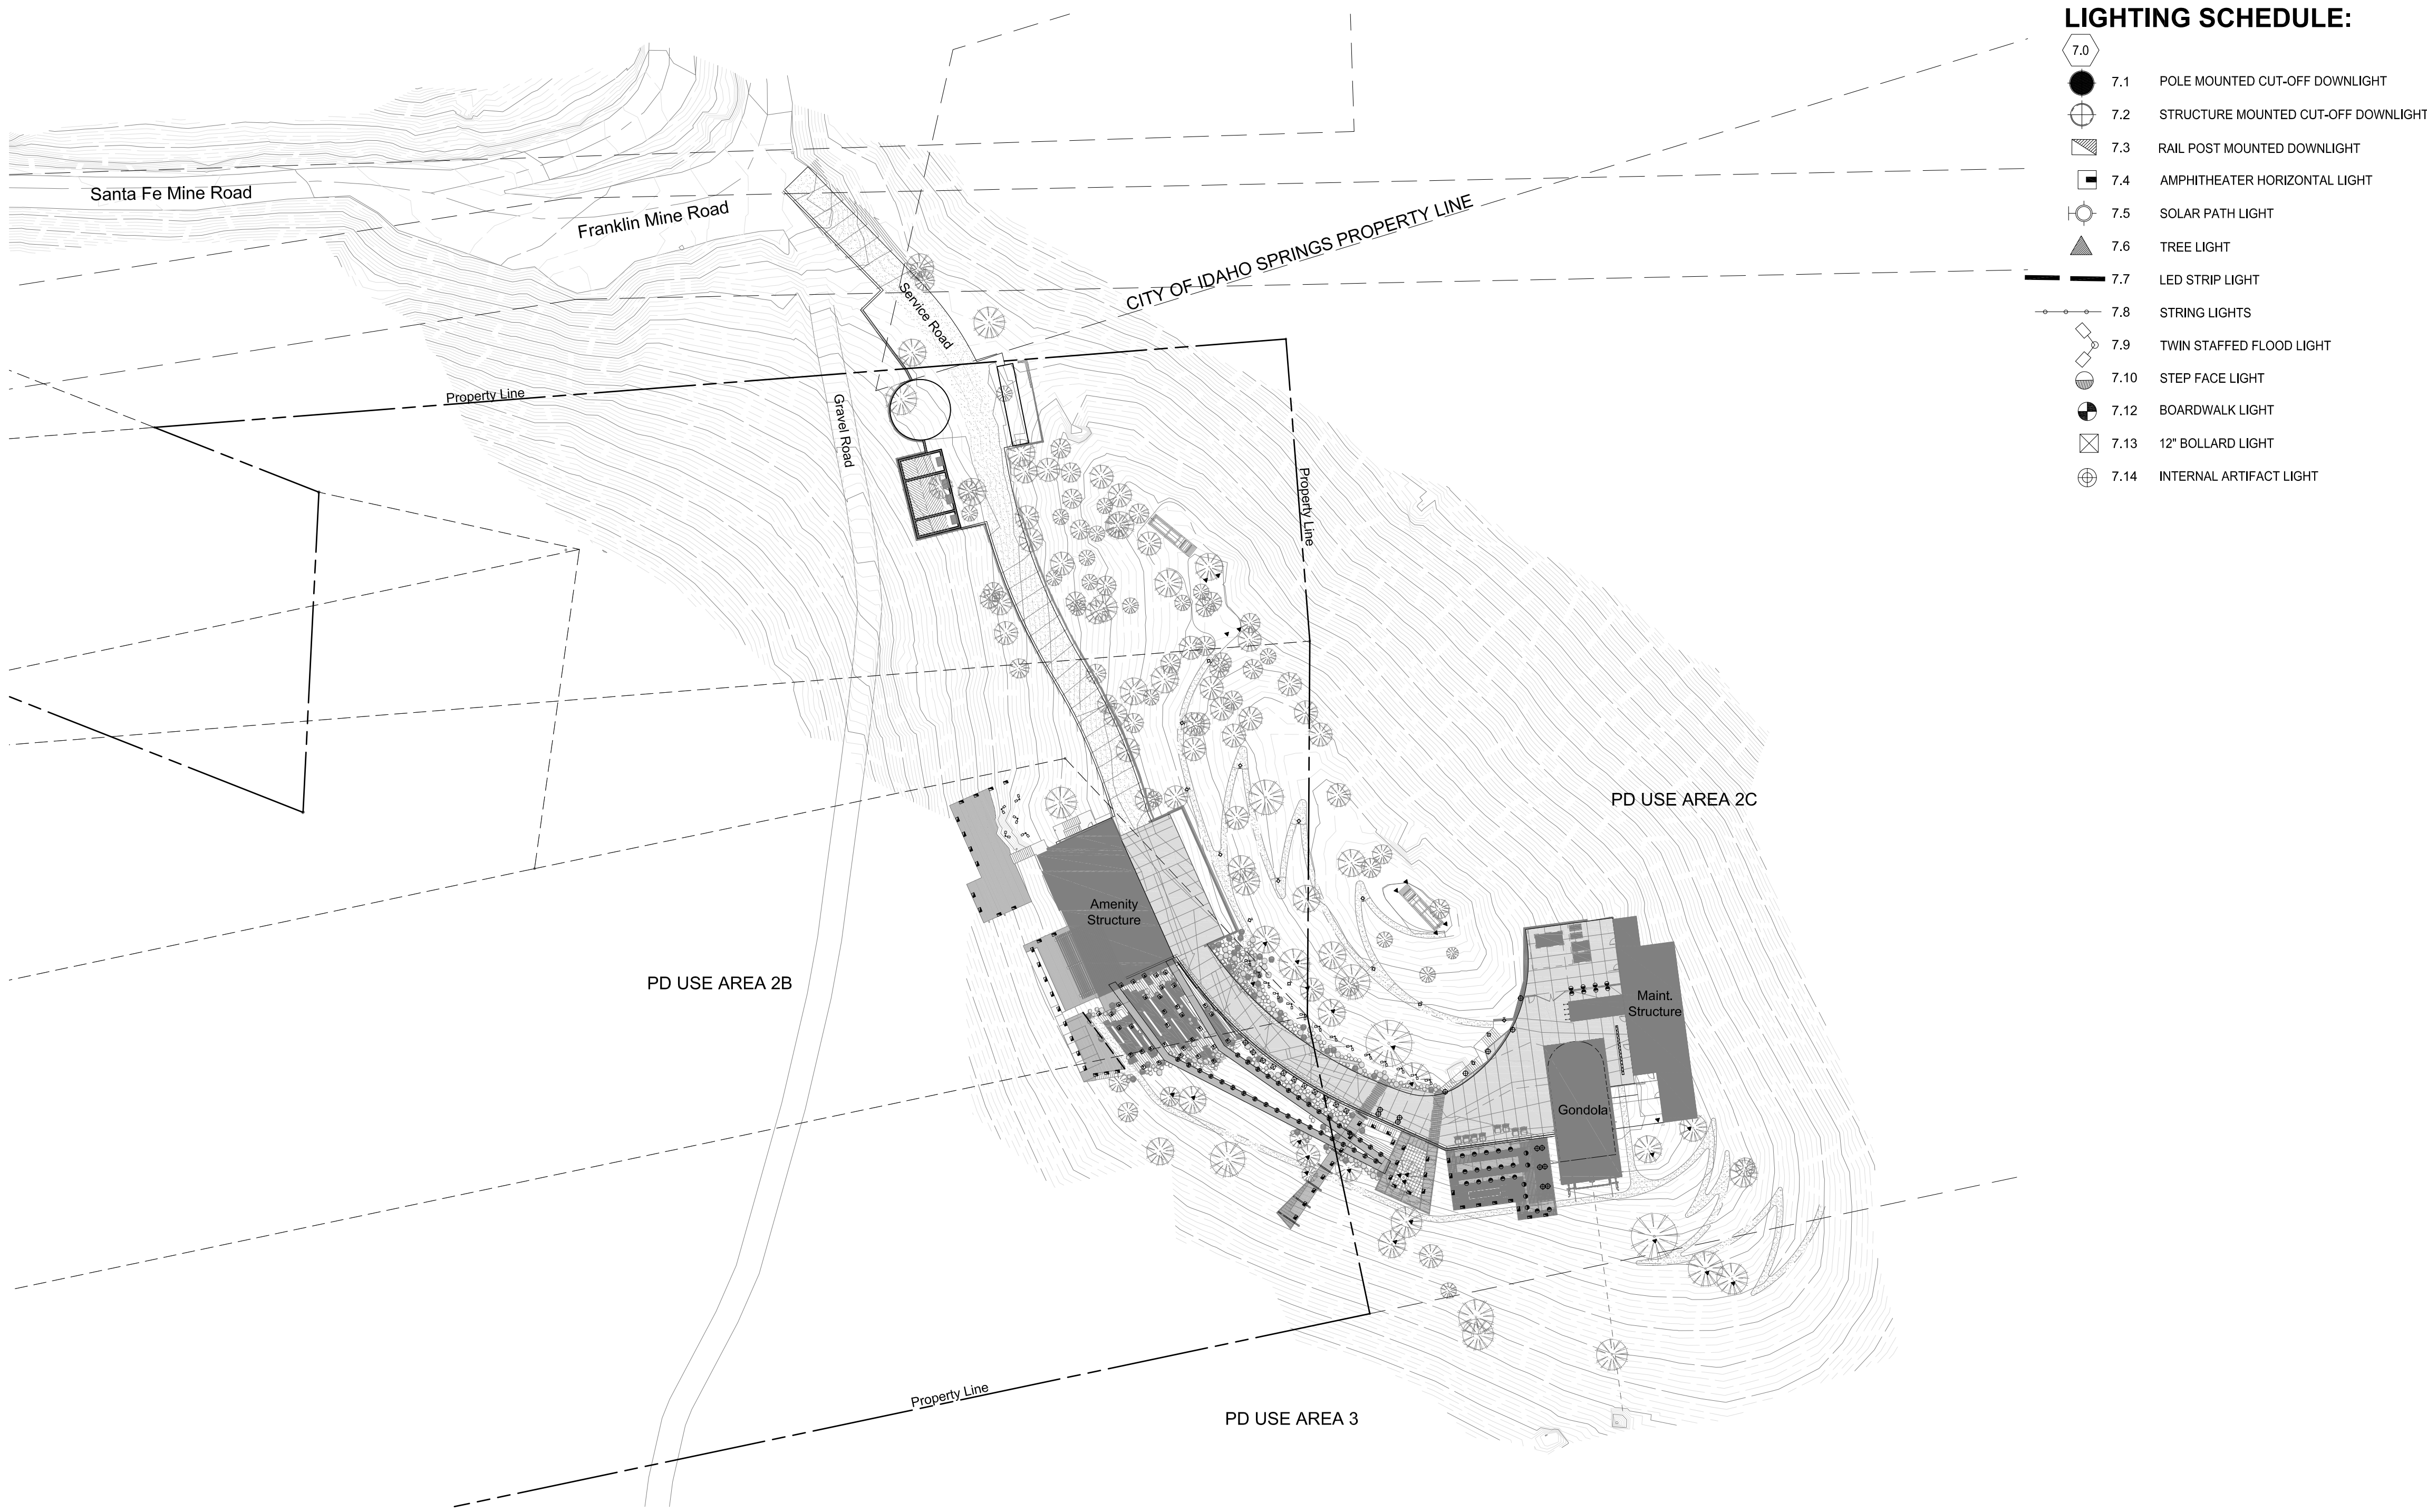 LIGHTING SCHEDULE:
7.0
7.1 POLE MOUNTED CUT-OFF DOWNLIGHT
7.2 STRUCTURE MOUNTED CUT-OFF DOWNLIGHT
7.3 RAIL POST MOUNTED DOWNLIGHT
7.4 AMPHITHEATER HORIZONTAL LIGHT
7.5 SOLAR PATH LIGHT
7.6 TREE LIGHT
7.7 LED STRIP LIGHT
7.8 STRING LIGHTS
7.9 TWIN STAFFED FLOOD LIGHT
7.10 STEP FACE LIGHT
7.12 BOARDWALK LIGHT
7.13 12" BOLLARD LIGHT
7.14 INTERNAL ARTIFACT LIGHT
Santa Fe Mine Road
Franklin Mine Road
CITY OF IDAHO SPRINGS PROPERTY LINE
Service Road
Property Line
Gravel Road
Property Line
PD USE AREA 2C
Amenity
Structure
PD USE AREA 2B
Maint.
Structure
Gondola
Property Line
PD USE AREA 3